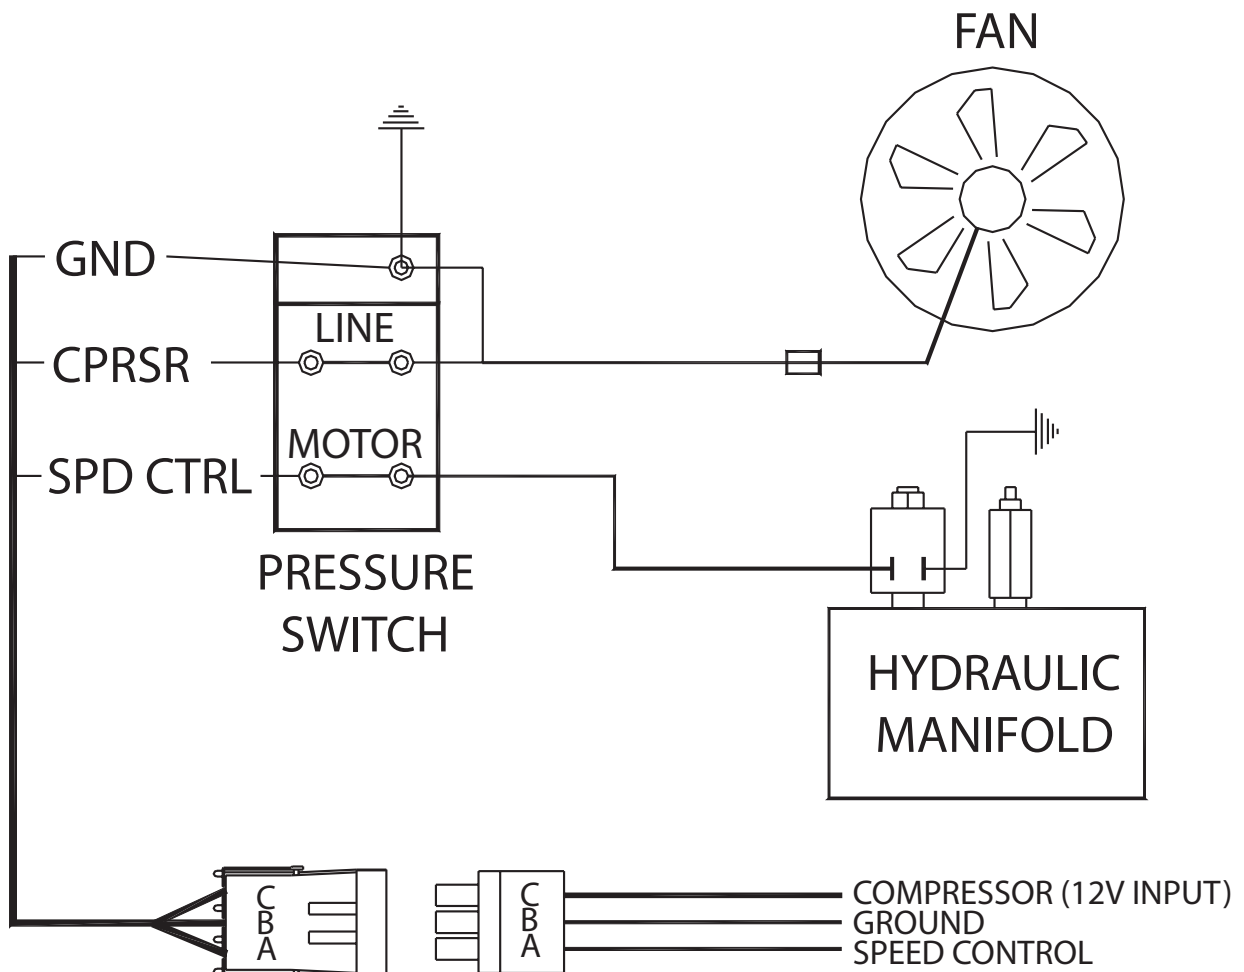 FAN
GND
LINE
CPRSR
MOTOR
SPD CTRL
PRESSURE
SWITCH
HYDRAULIC
MANIFOLD
C
B
A
C
B
A
COMPRESSOR (12V INPUT)
GROUND
SPEED CONTROL